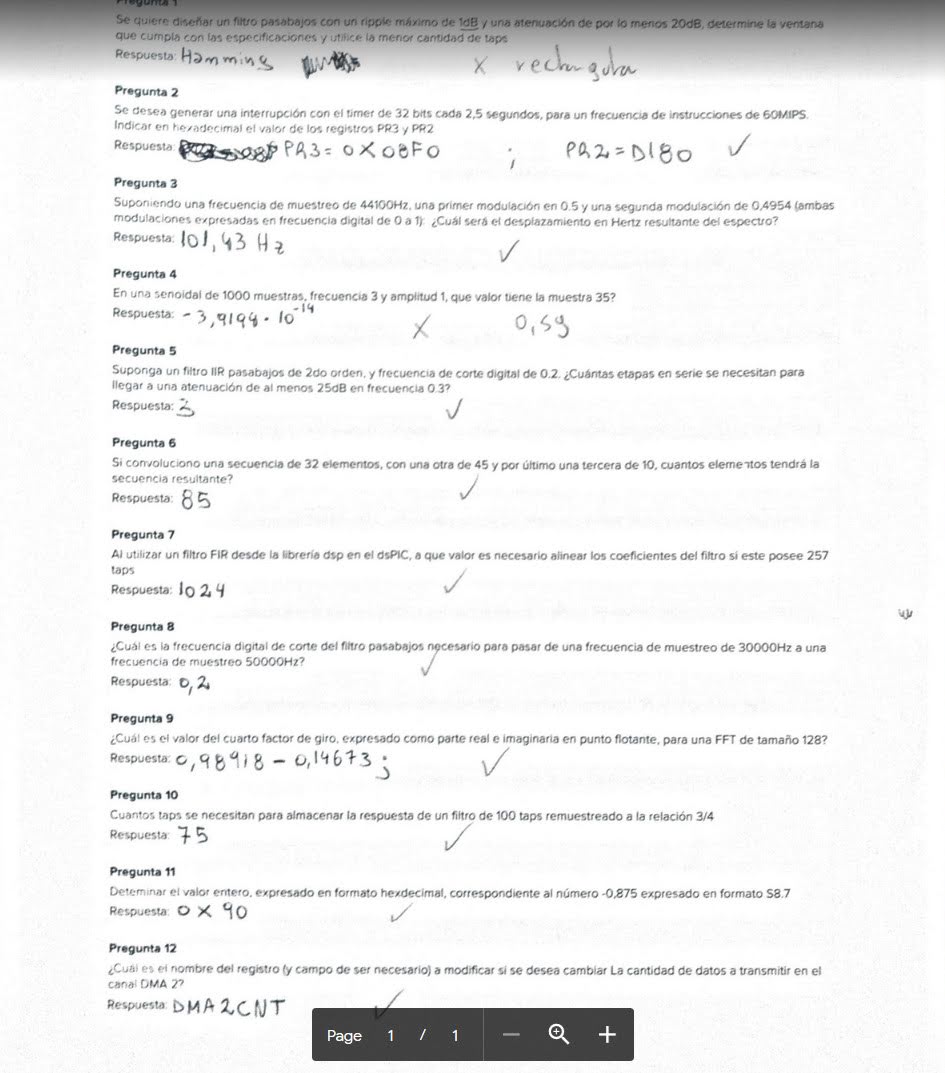 Pregunta 1
Se quiere diseñar un filtro pasabajos con un ripple máximo de 1dB y una atenuación de por lo menos 20dB, determine la ventana
que cumpla con las especificaciones y utilice la menor cantidad de taps
Respuesta: Hamming X rectangular
Pregunta 2
Se desea generar una interrupción con el timer de 32 bits cada 2,5 segundos, para un frecuencia de instrucciones de 60MIPS.
Indicar en hexadecimal el valor de los registros PR3 y PR2
Respuesta: PR3 = 0X08F0 ; PR2 = D180 ✓
Pregunta 3
Suponiendo una frecuencia de muestreo de 44100Hz, una primer modulación en 0.5 y una segunda modulación de 0,4954 (ambas
modulaciones expresadas en frecuencia digital de 0 a 1): ¿Cuál será el desplazamiento en Hertz resultante del espectro?
Respuesta: 101,43 Hz ✓
Pregunta 4
En una senoidal de 1000 muestras, frecuencia 3 y amplitud 1, que valor tiene la muestra 35?
Respuesta: -3,9198 . 10⁻¹⁴ X 0,59
Pregunta 5
Suponga un filtro IIR pasabajos de 2do orden, y frecuencia de corte digital de 0.2. ¿Cuántas etapas en serie se necesitan para
llegar a una atenuación de al menos 25dB en frecuencia 0.3?
Respuesta: 3 ✓
Pregunta 6
Si convoluciono una secuencia de 32 elementos, con una otra de 45 y por último una tercera de 10, cuantos elementos tendrá la
secuencia resultante?
Respuesta: 85 ✓
Pregunta 7
Al utilizar un filtro FIR desde la librería dsp en el dsPIC, a que valor es necesario alinear los coeficientes del filtro si este posee 257
taps
Respuesta: 1024 ✓
Pregunta 8
¿Cuál es la frecuencia digital de corte del filtro pasabajos necesario para pasar de una frecuencia de muestreo de 30000Hz a una
frecuencia de muestreo 50000Hz?
Respuesta: 0,2 ✓
Pregunta 9
¿Cuál es el valor del cuarto factor de giro, expresado como parte real e imaginaria en punto flotante, para una FFT de tamaño 128?
Respuesta: 0,98918 - 0,14673 j ✓
Pregunta 10
Cuantos taps se necesitan para almacenar la respuesta de un filtro de 100 taps remuestreado a la relación 3/4
Respuesta: 75 ✓
Pregunta 11
Deteminar el valor entero, expresado en formato hexdecimal, correspondiente al número -0,875 expresado en formato S8.7
Respuesta: 0 X 90 ✓
Pregunta 12
¿Cuál es el nombre del registro (y campo de ser necesario) a modificar si se desea cambiar La cantidad de datos a transmitir en el
canal DMA 2?
Respuesta: DMA2CNT ✓
Page 1 / 1